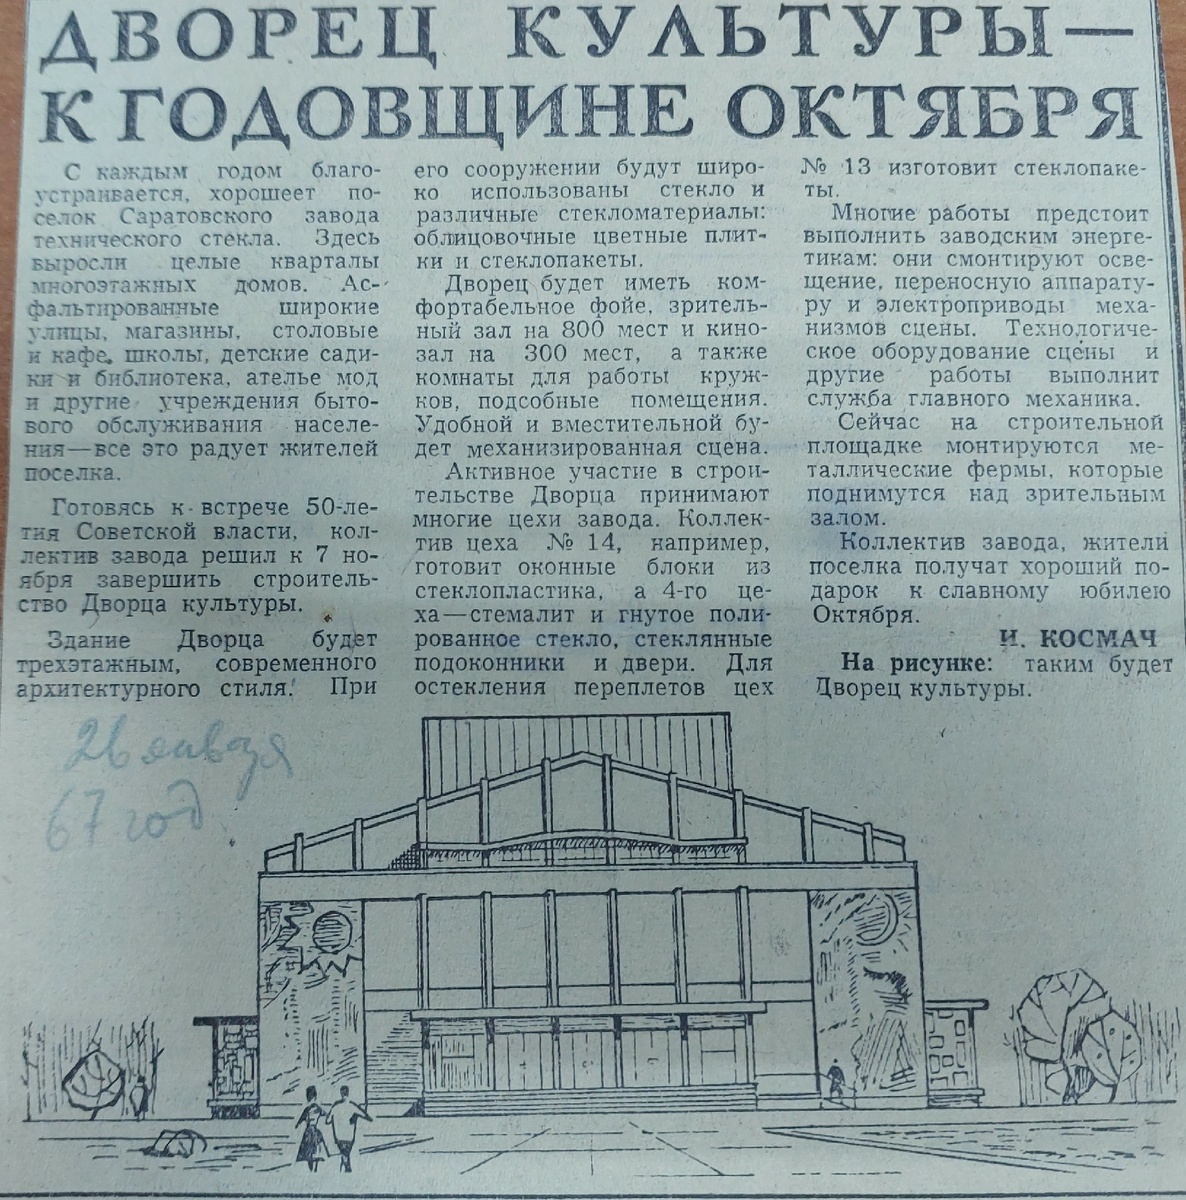 ДВОРЕЦ КУЛЬТУРЫ —
К ГОДОВЩИНЕ ОКТЯБРЯ
С каждым годом благо-
устраивается, хорошеет по-
селок Саратовского завода
технического стекла. Здесь
выросли целые кварталы
многоэтажных домов. Ас-
фальтированные широкие
улицы, магазины, столовые
и кафе, школы, детские сади-
ки и библиотека, ателье мод
и другие учреждения быто-
вого обслуживания населе-
ния—все это радует жителей
поселка.
Готовясь к встрече 50-ле-
тия Советской власти, кол-
лектив завода решил к 7 но-
ября завершить строитель-
ство Дворца культуры.
Здание Дворца будет
трехэтажным, современного
архитектурного стиля. При
его сооружении будут широ-
ко использованы стекло и
различные стекломатериалы:
облицовочные цветные плит-
ки и стеклопакеты.
Дворец будет иметь ком-
фортабельное фойе, зритель-
ный зал на 800 мест и кино-
зал на 300 мест, а также
комнаты для работы круж-
ков, подсобные помещения.
Удобной и вместительной бу-
дет механизированная сцена.
Активное участие в строи-
тельстве Дворца принимают
многие цехи завода. Коллек-
тив цеха № 14, например,
готовит оконные блоки из
стеклопластика, а 4-го це-
ха—стемалит и гнутое поли-
рованное стекло, стеклянные
подоконники и двери. Для
остекления переплетов цех
№ 13 изготовит стеклопаке-
ты.
Многие работы предстоит
выполнить заводским энерге-
тикам: они смонтируют осве-
щение, переносную аппарату-
ру и электроприводы меха-
низмов сцены. Технологиче-
ское оборудование сцены и
другие работы выполнит
служба главного механика.
Сейчас на строительной
площадке монтируются ме-
таллические фермы, которые
поднимутся над зрительным
залом.
Коллектив завода, жители
поселка получат хороший по-
дарок к славному юбилею
Октября.
И. КОСМАЧ
На рисунке: таким будет
Дворец культуры.
26 января
67 год